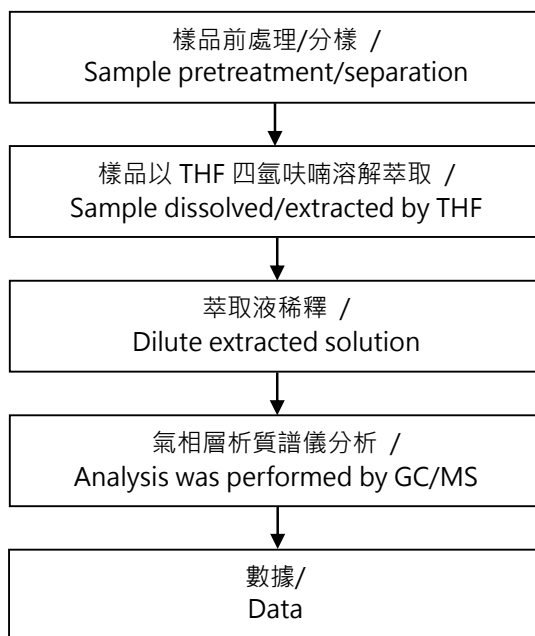 樣品前處理/分樣 /
Sample pretreatment/separation
樣品以 THF 四氫呋喃溶解萃取 /
Sample dissolved/extracted by THF
萃取液稀釋 /
Dilute extracted solution
氣相層析質譜儀分析 /
Analysis was performed by GC/MS
數據/
Data